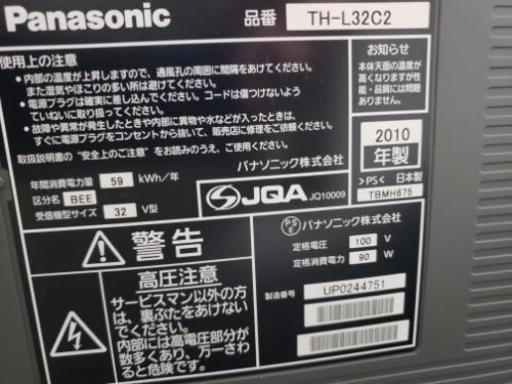 Panasonic
品番 TH-L32C2
使用上の注意
• 内部の温度が上昇しますので、通風孔の周囲に間隔をあけてください。
また湿気やほこりの多い所は避けてください。
• 電源プラグは確実に差し込んでください。コードは傷つけないよう
ていねいに取り扱ってください。
• 故障や異常が発生したときや内部に異物や水などが入ったときは、
すぐに電源プラグをコンセントから抜いて、販売店に修理をご依頼ください。
取扱説明書の"安全上のご注意"をお読みのうえ、ご使用ください。
パナソニック株式会社
お知らせ
本体天面の温度が
高くなりますが性
能・品質には問題
ありません。
2010
年製
>PS< 日本製
TBMH675
年間消費電力量 59 kWh/年
区分名 BEE
受信機型サイズ 32 V型
JQA JQ10009
警告
高圧注意
サービスマン以外の方
は、裏ぶたをあけない
でください。
内部には高電圧部分が
数多くあり、万一さわ
ると危険です。
PSE パナソニック株式会社
定格電圧 100 V
定格消費電力 90 W
製造番号 UP0244751